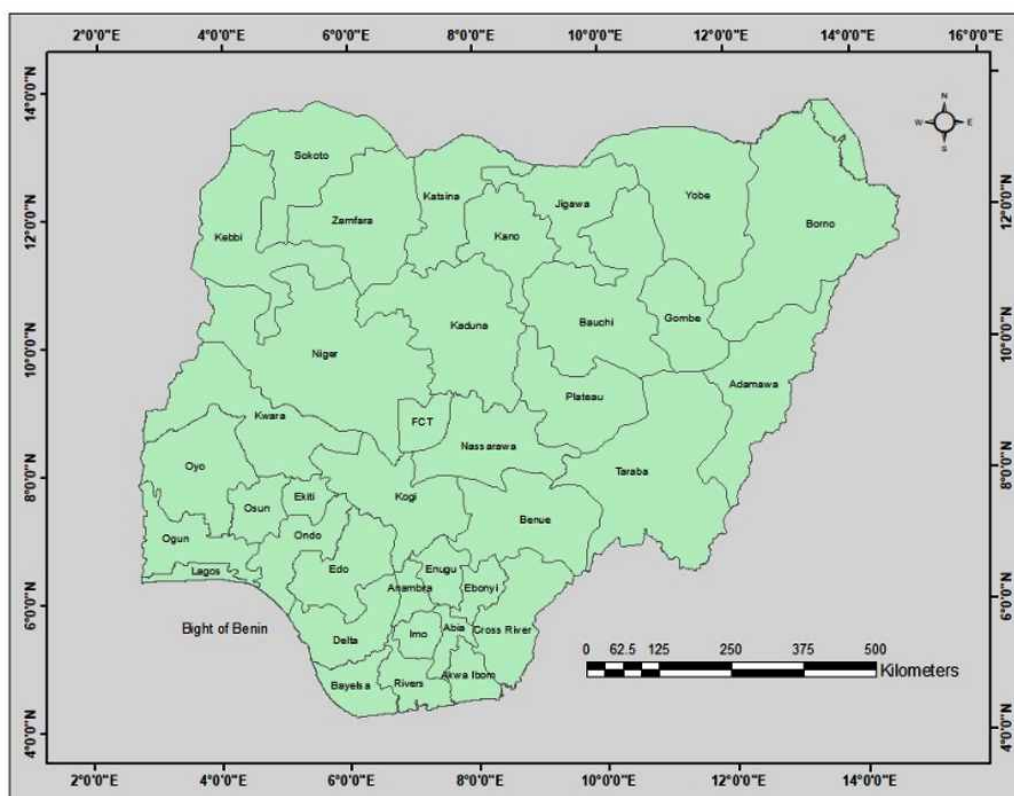 2°0'0"E 4°0'0"E 6°0'0"E 8°0'0"E 10°0'0"E 12°0'0"E 14°0'0"E 16°0'0"E
14°0'0"N
12°0'0"N
10°0'0"N
8°0'0"N
6°0'0"N
4°0'0"N
N
W E
S
Sokoto
Katsina
Jigawa
Yobe
Borno
Zamfara
Kano
Kebbi
Kaduna
Bauchi
Gombe
Niger
Adamawa
Plateau
Kwara
FCT
Nassarawa
Oyo
Taraba
Kogi
Ekiti
Osun
Benue
Ogun
Ondo
Lagos
Edo
Enugu
Anambra
Ebonyi
Bight of Benin
Delta
Imo
Abia
Cross River
Bayelsa
Rivers
Akwa Ibom
0 62.5 125 250 375 500
Kilometers
12°0'0"N
10°0'0"N
8°0'0"N
6°0'0"N
4°0'0"N
2°0'0"E 4°0'0"E 6°0'0"E 8°0'0"E 10°0'0"E 12°0'0"E 14°0'0"E